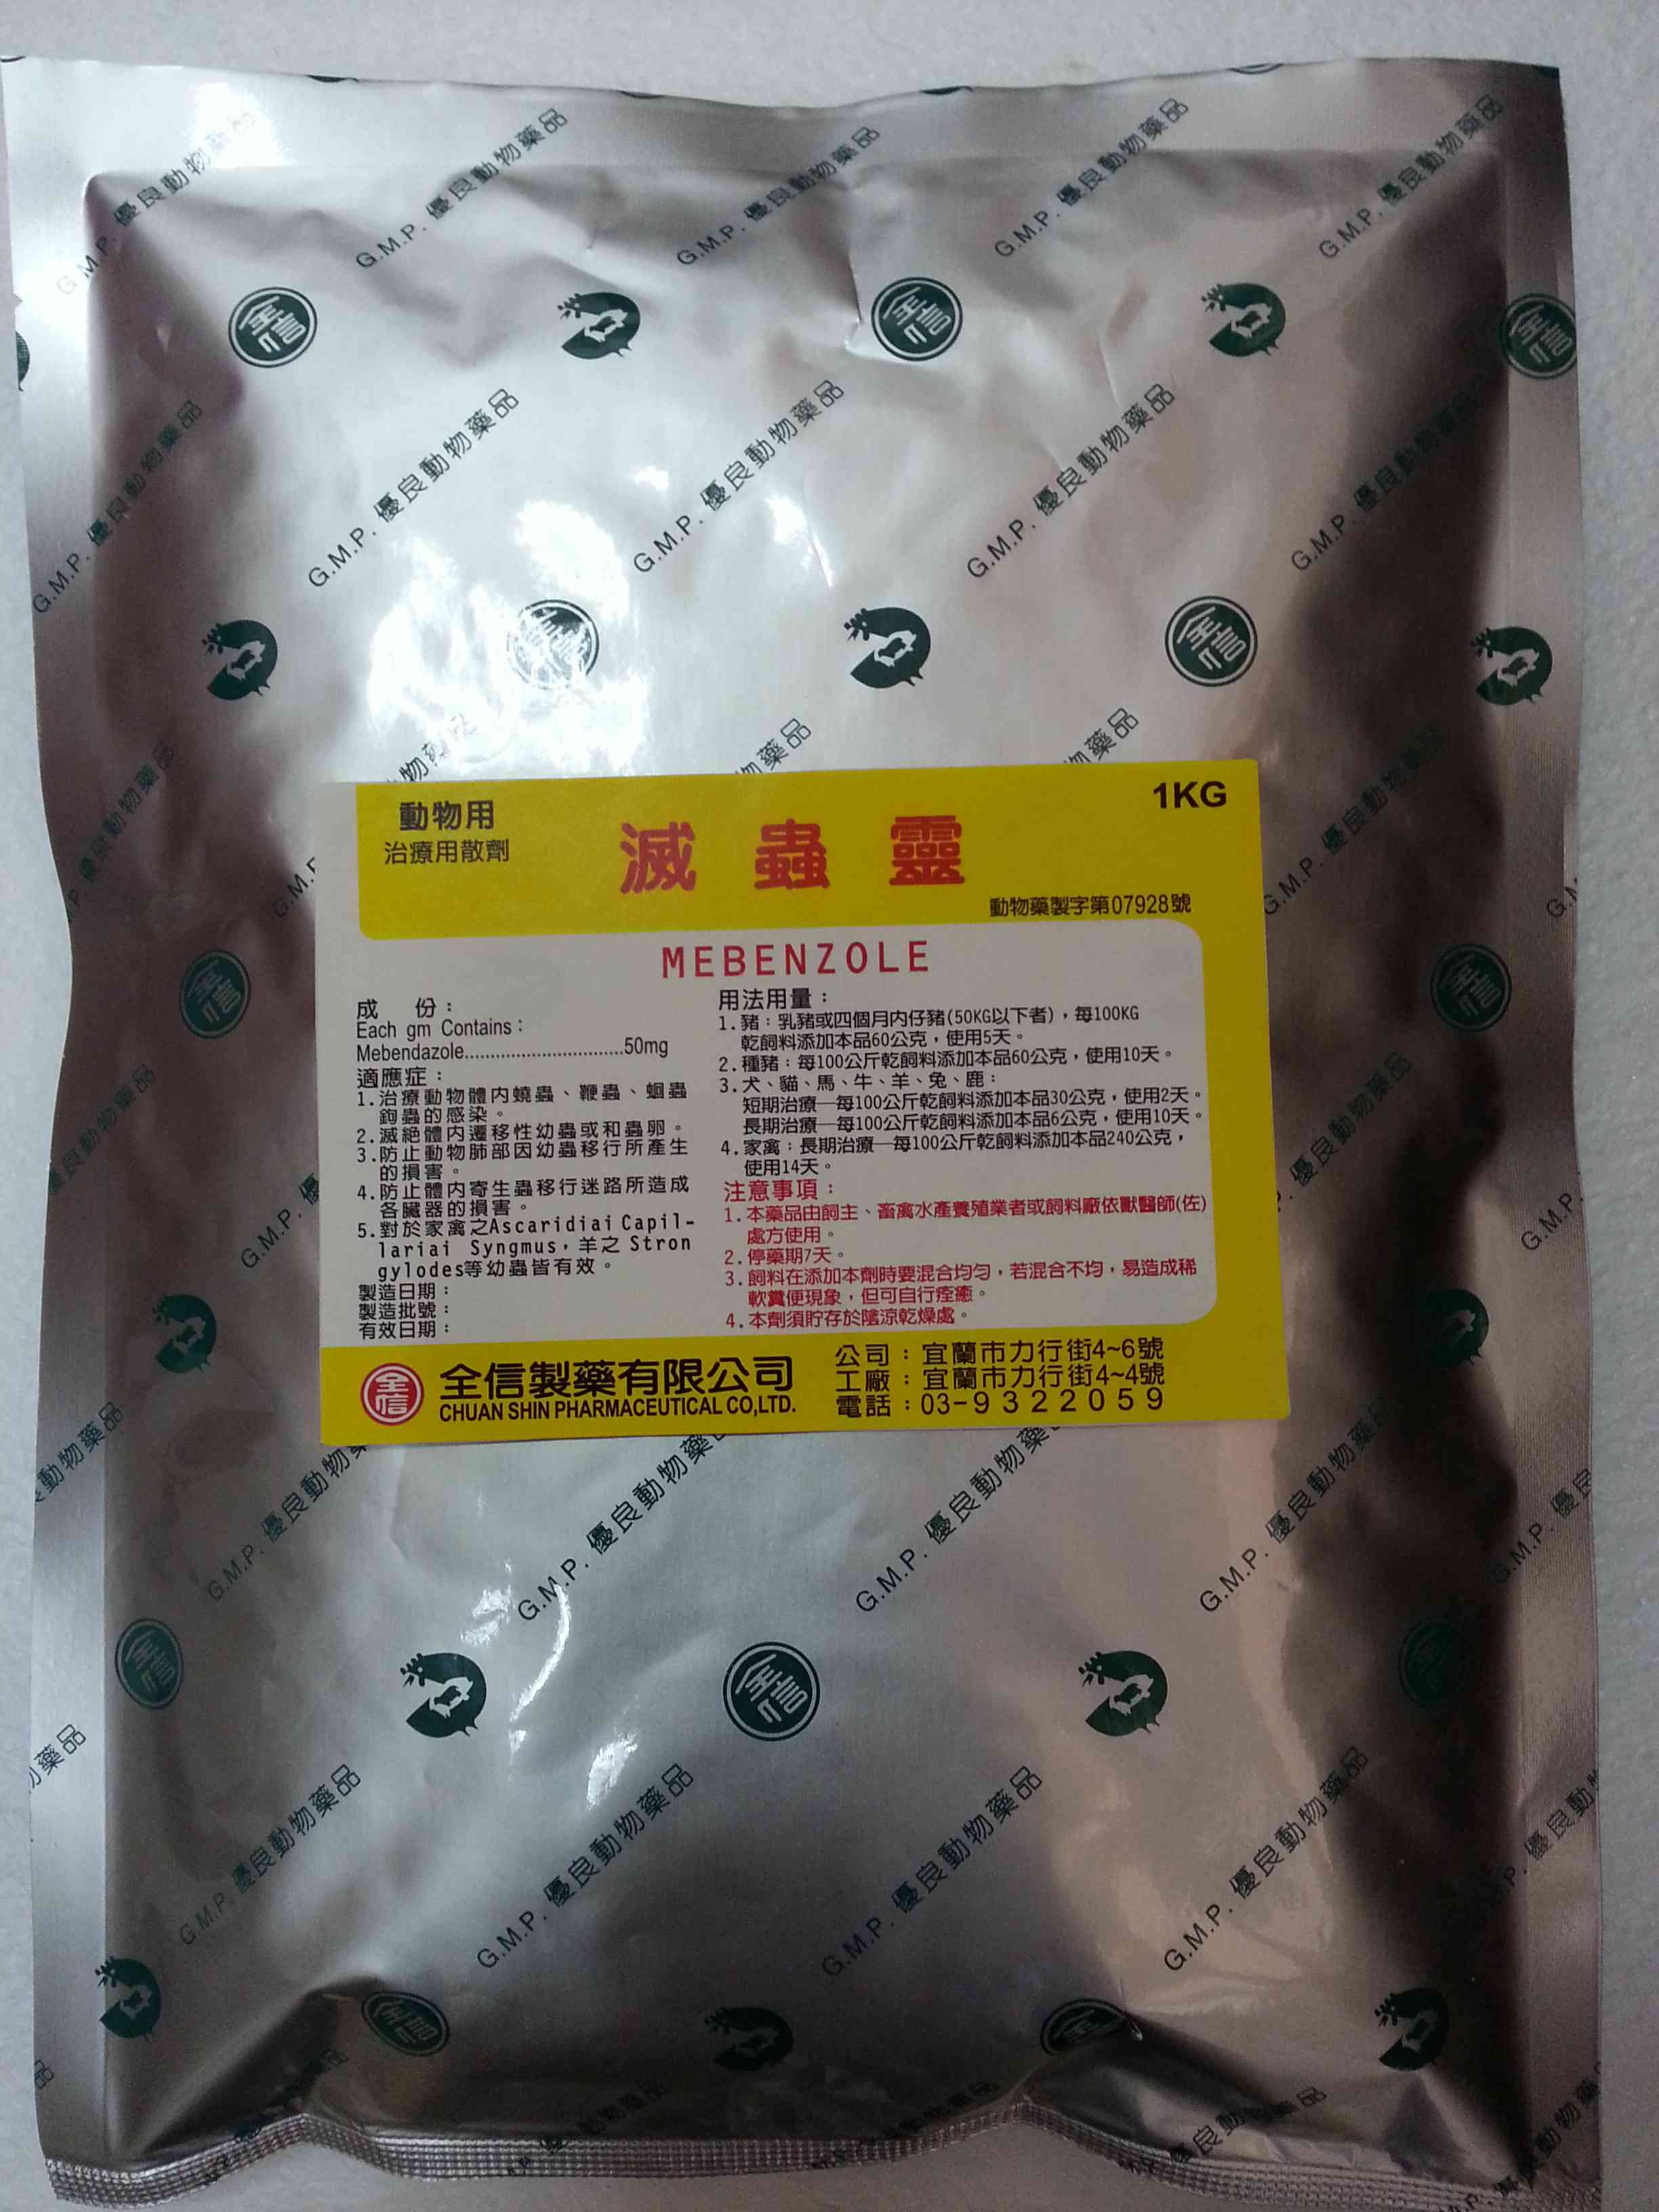 G.M.P. 優良動物藥品
全信
動物用
治療用散劑
滅蟲靈
1KG
動物藥製字第07928號
MEBENZOLE
成 份：
Each gm Contains：
Mebendazole..............................50mg
適應症：
1.治療動物體內蟯蟲、鞭蟲、蛔蟲
鉤蟲的感染。
2.滅絕體內遷移性幼蟲或和蟲卵。
3.防止動物肺部因幼蟲移行所產生
的損害。
4.防止體內寄生蟲移行迷路所造成
各臟器的損害。
5.對於家禽之Ascaridiai Capil-
lariai Syngmus，羊之 Stron
gylodes等幼蟲皆有效。
製造日期：
製造批號：
有效日期：
用法用量：
1.豬：乳豬或四個月內仔豬(50KG以下者)，每100KG
乾飼料添加本品60公克，使用5天。
2.種豬：每100公斤乾飼料添加本品60公克，使用10天。
3.犬、貓、馬、牛、羊、兔、鹿：
短期治療—每100公斤乾飼料添加本品30公克，使用2天。
長期治療—每100公斤乾飼料添加本品6公克，使用10天。
4.家禽：長期治療—每100公斤乾飼料添加本品240公克，
使用14天。
注意事項：
1.本藥品由飼主、畜禽水產養殖業者或飼料廠依獸醫師(佐)
處方使用。
2.停藥期7天。
3.飼料在添加本劑時要混合均勻，若混合不均，易造成稀
軟糞便現象，但可自行痊癒。
4.本劑須貯存於陰涼乾燥處。
全信製藥有限公司
CHUAN SHIN PHARMACEUTICAL CO,LTD.
公司：宜蘭市力行街4~6號
工廠：宜蘭市力行街4~4號
電話：03-9322059